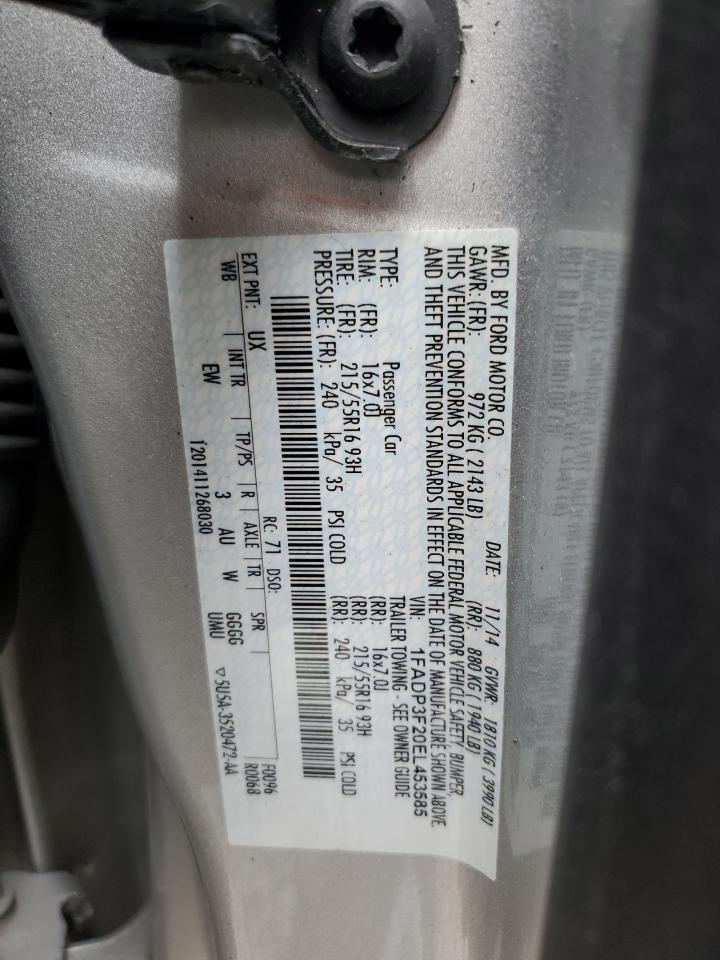 MFD. BY FORD MOTOR CO.
DATE: 11/14 GVWR: 1810 KG ( 3990 LB)
GAWR: (FR): 972 KG ( 2143 LB) (RR): 880 KG ( 1940 LB)
THIS VEHICLE CONFORMS TO ALL APPLICABLE FEDERAL MOTOR VEHICLE SAFETY, BUMPER,
AND THEFT PREVENTION STANDARDS IN EFFECT ON THE DATE OF MANUFACTURE SHOWN ABOVE.
VIN: 1FADP3F20EL453585
TYPE: Passenger Car TRAILER TOWING - SEE OWNER GUIDE
RIM: (FR): 16x7.0J (RR): 16x7.0J
TIRE: (FR): 215/55R16 93H (RR): 215/55R16 93H
PRESSURE: (FR): 240 kPa/ 35 PSI COLD (RR): 240 kPa/ 35 PSI COLD
F0096
EXT PNT: UX RC: 71 DSO: R0068
WB INT TR TP/PS R AXLE TR SPR
EW 3 AU W GGGG
UMU
1201411268030 ▽5U5A-3520472-AA